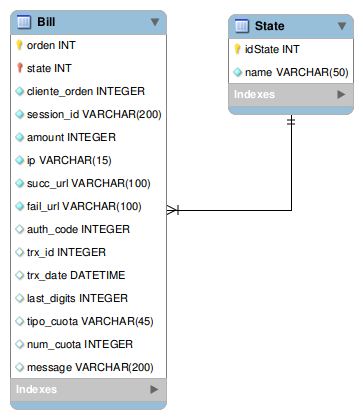 Bill
orden INT
state INT
cliente_orden INTEGER
session_id VARCHAR(200)
amount INTEGER
ip VARCHAR(15)
succ_url VARCHAR(100)
fail_url VARCHAR(100)
auth_code INTEGER
trx_id INTEGER
trx_date DATETIME
last_digits INTEGER
tipo_cuota VARCHAR(45)
num_cuota INTEGER
message VARCHAR(200)
Indexes
State
idState INT
name VARCHAR(50)
Indexes